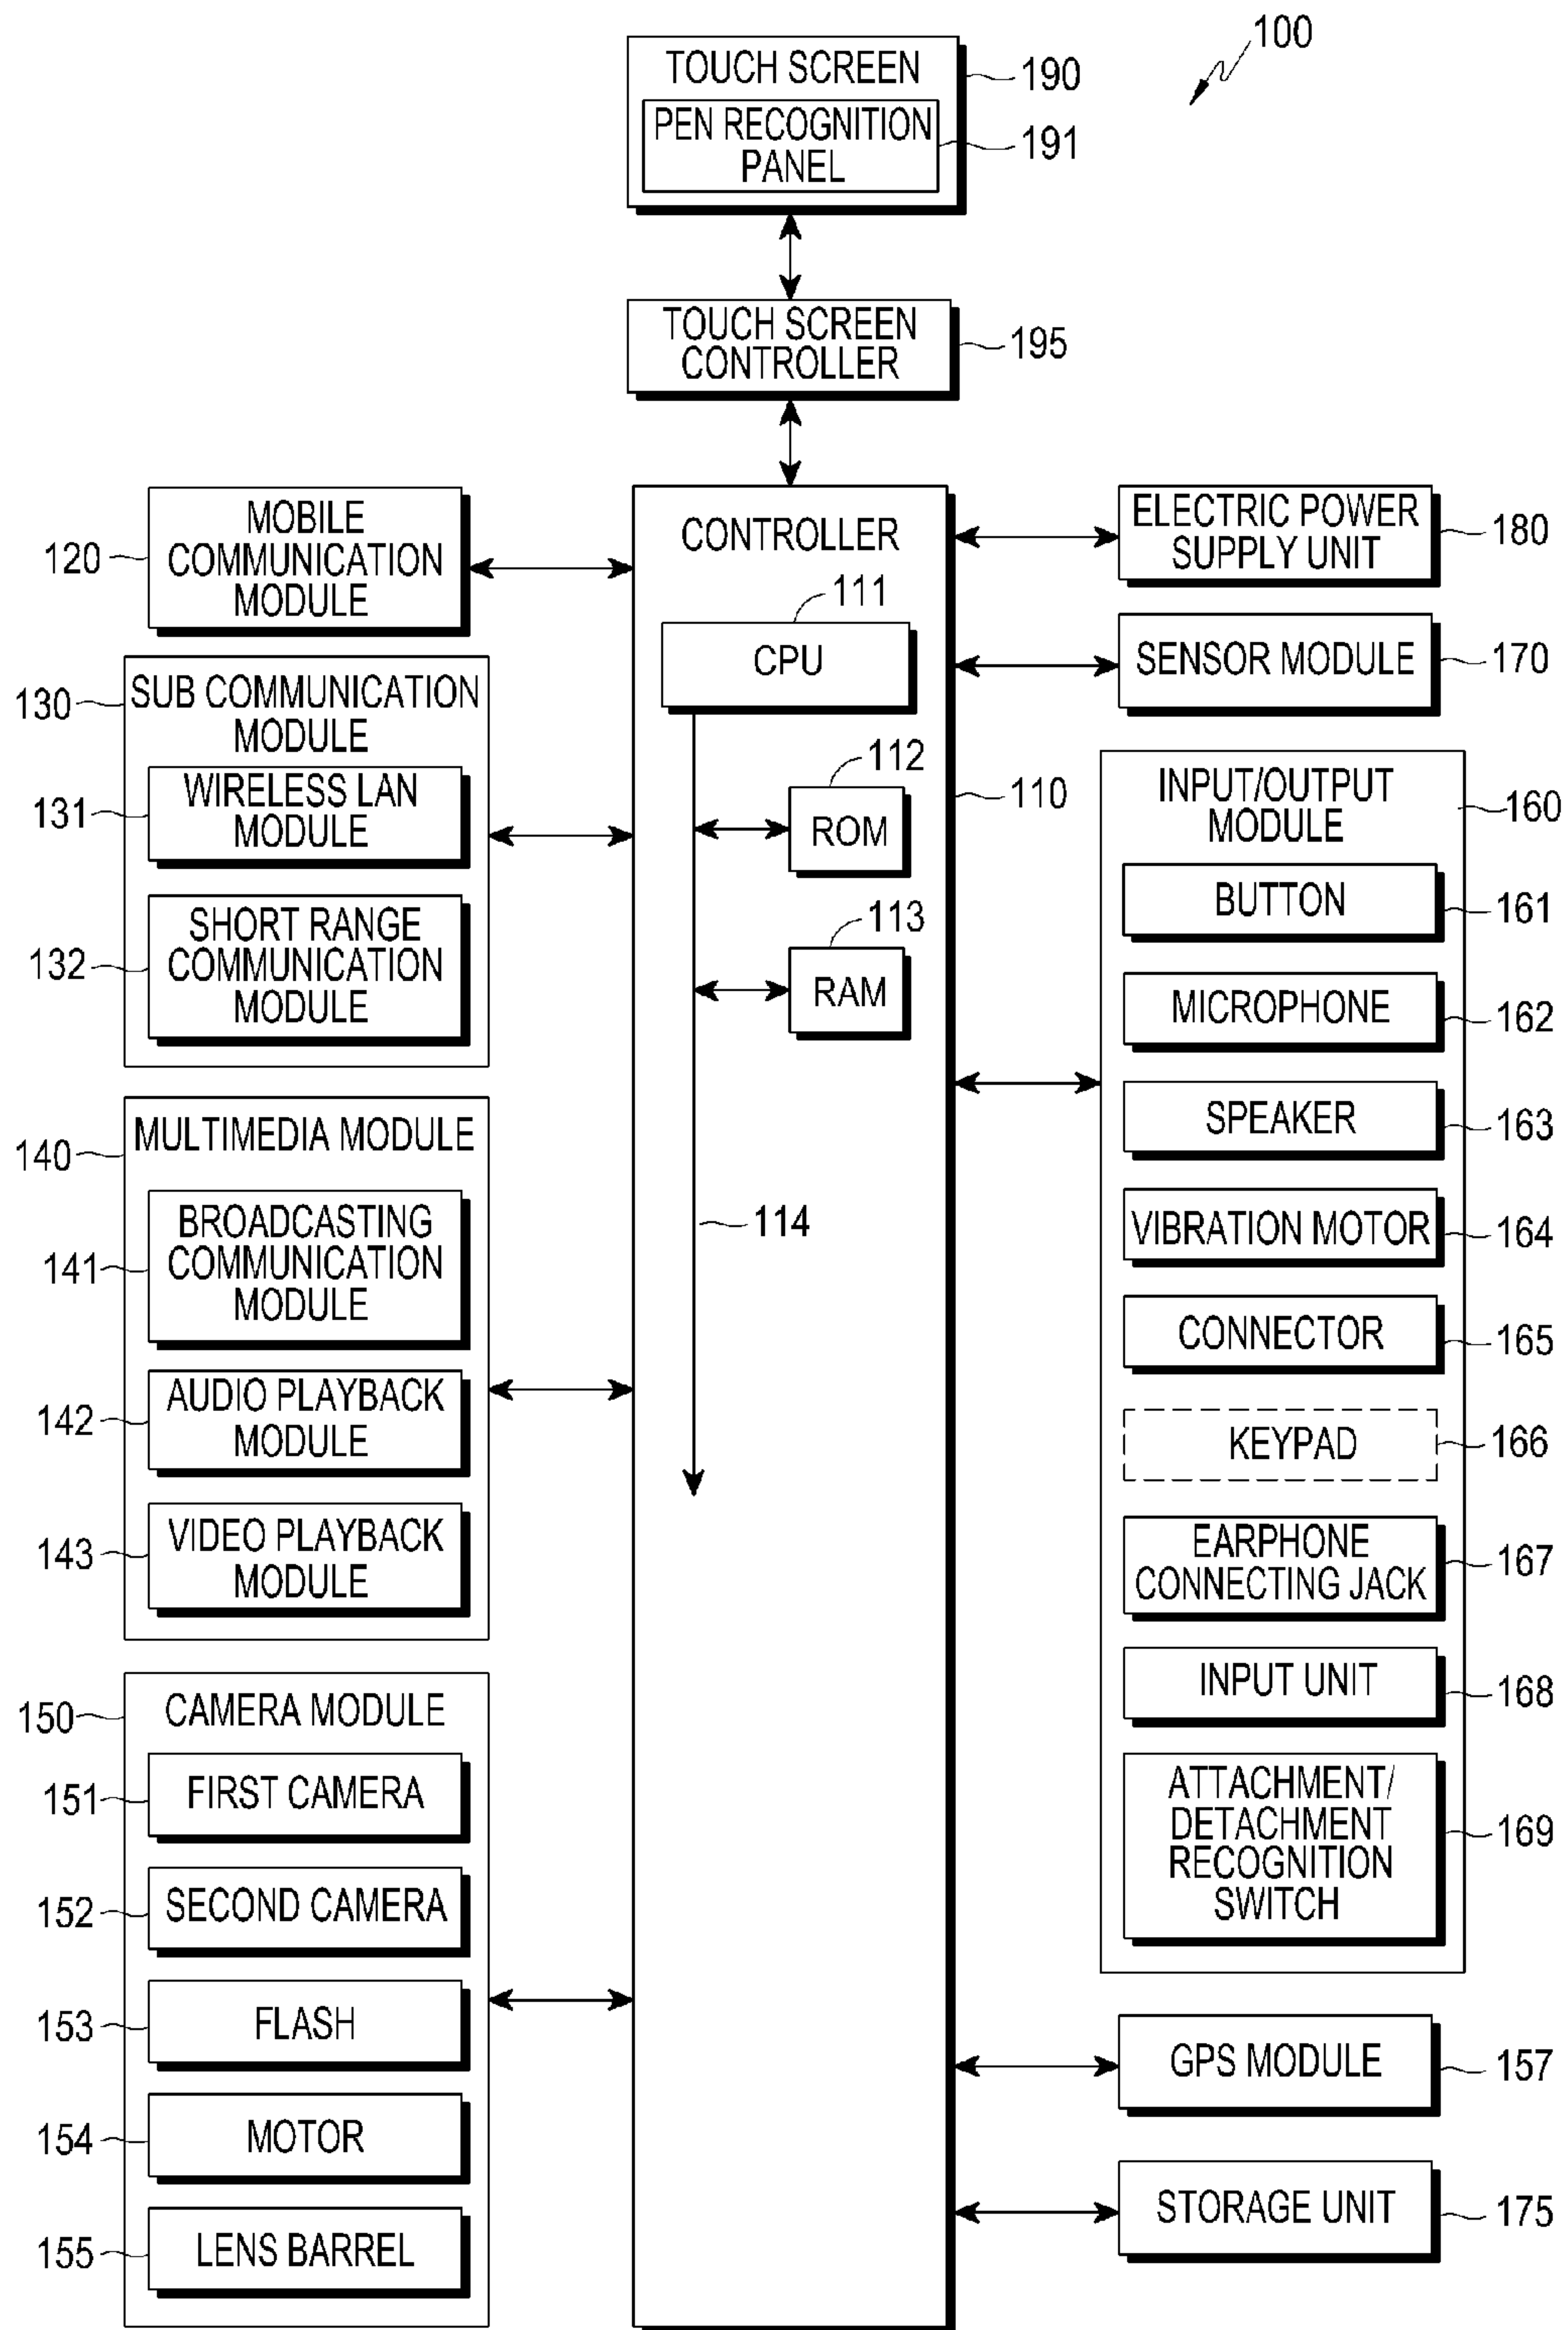 100
TOUCH SCREEN
190
PEN RECOGNITION
PANEL
191
TOUCH SCREEN
CONTROLLER
195
MOBILE
COMMUNICATION
MODULE
120
SUB COMMUNICATION
MODULE
130
WIRELESS LAN
MODULE
131
SHORT RANGE
COMMUNICATION
MODULE
132
MULTIMEDIA MODULE
140
BROADCASTING
COMMUNICATION
MODULE
141
AUDIO PLAYBACK
MODULE
142
VIDEO PLAYBACK
MODULE
143
CAMERA MODULE
150
FIRST CAMERA
151
SECOND CAMERA
152
FLASH
153
MOTOR
154
LENS BARREL
155
CONTROLLER
110
111
CPU
112
ROM
113
RAM
114
ELECTRIC POWER
SUPPLY UNIT
180
SENSOR MODULE
170
INPUT/OUTPUT
MODULE
160
BUTTON
161
MICROPHONE
162
SPEAKER
163
VIBRATION MOTOR
164
CONNECTOR
165
KEYPAD
166
EARPHONE
CONNECTING JACK
167
INPUT UNIT
168
ATTACHMENT/
DETACHMENT
RECOGNITION
SWITCH
169
GPS MODULE
157
STORAGE UNIT
175